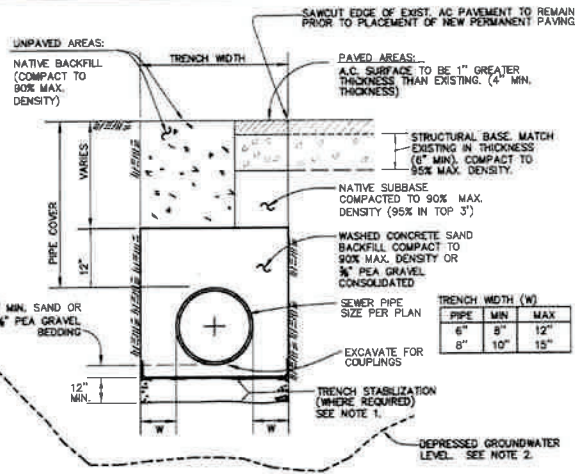 SAWCUT EDGE OF EXIST. AC PAVEMENT TO REMAIN
PRIOR TO PLACEMENT OF NEW PERMANENT PAVING
UNPAVED AREAS:
NATIVE BACKFILL
(COMPACT TO
90% MAX.
DENSITY)
TRENCH WIDTH
PAVED AREAS:
A.C. SURFACE TO BE 1" GREATER
THICKNESS THAN EXISTING. (4" MIN.
THICKNESS)
STRUCTURAL BASE. MATCH
EXISTING IN THICKNESS
(6" MIN). COMPACT TO
95% MAX. DENSITY.
NATIVE SUBBASE
COMPACTED TO 90% MAX.
DENSITY (95% IN TOP 3')
PIPE COVER
VARIES
12"
WASHED CONCRETE SAND
BACKFILL COMPACT TO
90% MAX. DENSITY OR
PEA GRAVEL
CONSOLIDATED
MIN. SAND OR
PEA GRAVEL
BEDDING
SEWER PIPE
SIZE PER PLAN
TRENCH WIDTH (W)
PIPE MIN MAX
6" 8" 12"
8" 10" 15"
EXCAVATE FOR
COUPLINGS
12"
MIN.
TRENCH STABILIZATION
(WHERE REQUIRED)
SEE NOTE 1.
W W
DEPRESSED GROUNDWATER
LEVEL. SEE NOTE 2.